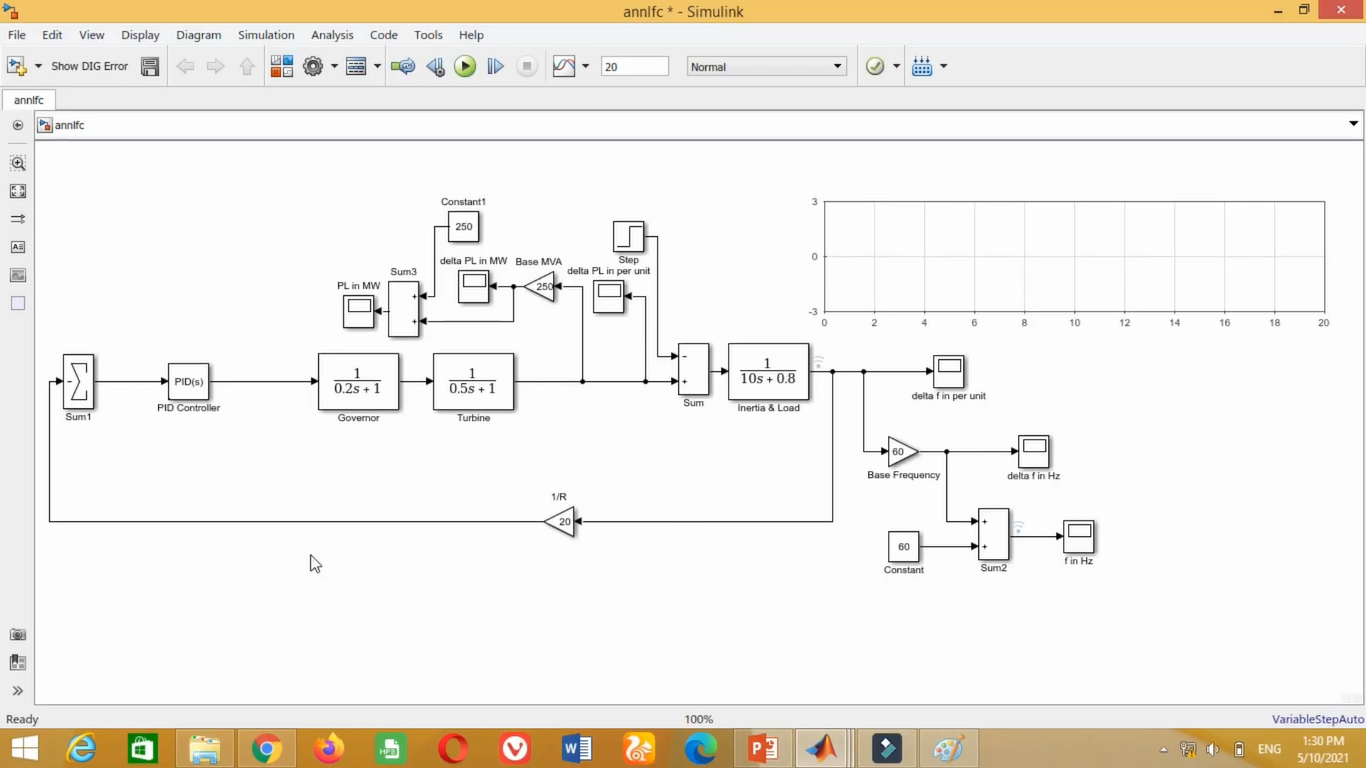 annlfc * - Simulink
File Edit View Display Diagram Simulation Analysis Code Tools Help
Show DIG Error
20
Normal
annlfc
annlfc
Constant1
250
Step
delta PL in MW
Base MVA
250
delta PL in per unit
Sum3
+
+
PL in MW
3
0
-3
0 2 4 6 8 10 12 14 16 18 20
-
Sum1
PID(s)
PID Controller
1
0.2s + 1
Governor
1
0.5s + 1
Turbine
-
+
Sum
1
10s + 0.8
Inertia & Load
delta f in per unit
60
Base Frequency
delta f in Hz
1/R
20
60
Constant
+
+
Sum2
f in Hz
Ready
100%
VariableStepAuto
HP3
ENG
1:30 PM
5/10/2021